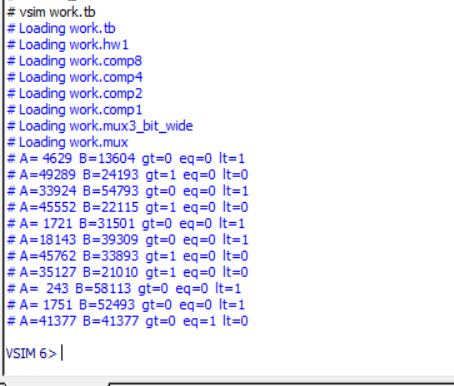 # vsim work.tb
# Loading work.tb
# Loading work.hw1
# Loading work.comp8
# Loading work.comp4
# Loading work.comp2
# Loading work.comp1
# Loading work.mux3_bit_wide
# Loading work.mux
# A= 4629 B=13604 gt=0 eq=0 lt=1
# A=49289 B=24193 gt=1 eq=0 lt=0
# A=33924 B=54793 gt=0 eq=0 lt=1
# A=45552 B=22115 gt=1 eq=0 lt=0
# A= 1721 B=31501 gt=0 eq=0 lt=1
# A=18143 B=39309 gt=0 eq=0 lt=1
# A=45762 B=33893 gt=1 eq=0 lt=0
# A=35127 B=21010 gt=1 eq=0 lt=0
# A=  243 B=58113 gt=0 eq=0 lt=1
# A= 1751 B=52493 gt=0 eq=0 lt=1
# A=41377 B=41377 gt=0 eq=1 lt=0
VSIM 6>